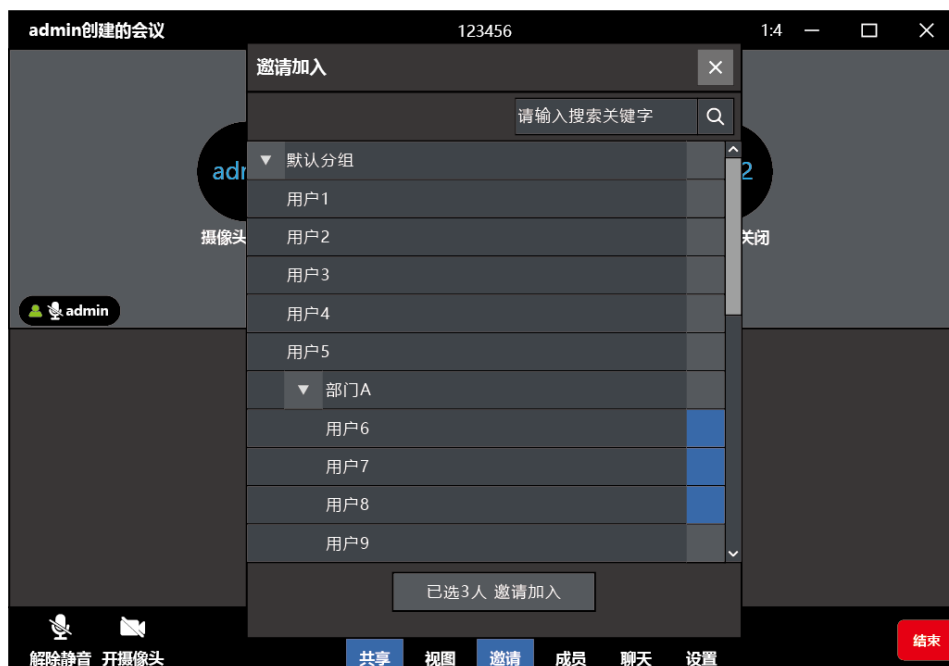 admin创建的会议 123456 1:4
邀请加入
请输入搜索关键字
默认分组
用户1
用户2
用户3
用户4
用户5
部门A
用户6
用户7
用户8
用户9
已选3人 邀请加入
摄像头
2
关闭
admin
解除静音 开摄像头 共享 视图 邀请 成员 聊天 设置 结束